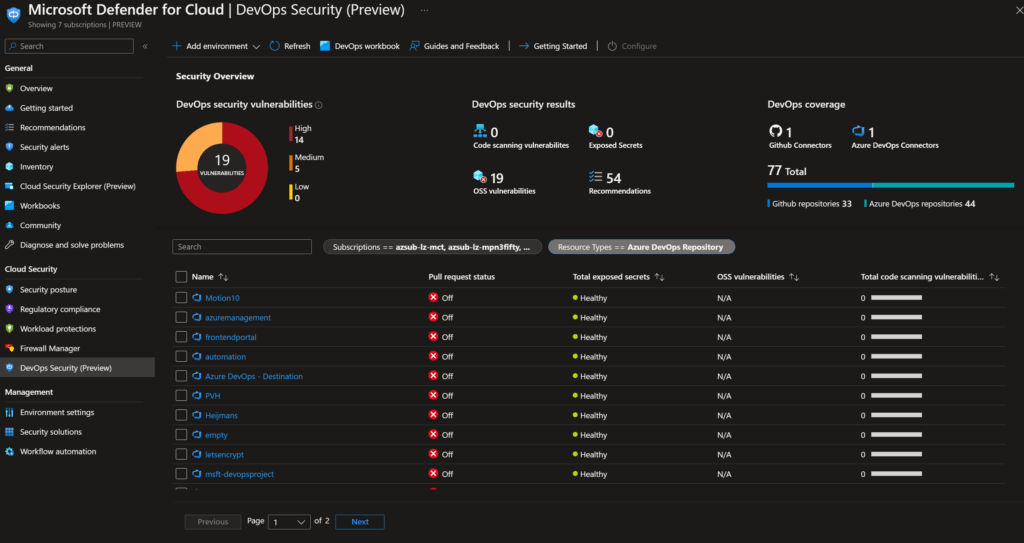 Microsoft Defender for Cloud | DevOps Security (Preview) ...
Showing 7 subscriptions | PREVIEW
Search «
General
Overview
Getting started
Recommendations
Security alerts
Inventory
Cloud Security Explorer (Preview)
Workbooks
Community
Diagnose and solve problems
Cloud Security
Security posture
Regulatory compliance
Workload protections
Firewall Manager
DevOps Security (Preview)
Management
Environment settings
Security solutions
Workflow automation
Add environment Refresh DevOps workbook Guides and Feedback Getting Started Configure
Security Overview
DevOps security vulnerabilities
19
VULNERABILITIES
High
14
Medium
5
Low
0
DevOps security results
0
Code scanning vulnerabilites
0
Exposed Secrets
19
OSS vulnerabilities
54
Recommendations
DevOps coverage
1
Github Connectors
1
Azure DevOps Connectors
77 Total
Github repositories 33 Azure DevOps repositories 44
Search Subscriptions == azsub-lz-mct, azsub-lz-mpn3fifty, ... Resource Types == Azure DevOps Repository
Name ↑↓ Pull request status Total exposed secrets ↑↓ OSS vulnerabilities ↑↓ Total code scanning vulnerabiliti... ↑↓
Motion10 Off Healthy N/A 0
azuremanagement Off Healthy N/A 0
frontendportal Off Healthy N/A 0
automation Off Healthy N/A 0
Azure DevOps - Destination Off Healthy N/A 0
PVH Off Healthy N/A 0
Heijmans Off Healthy N/A 0
empty Off Healthy N/A 0
letsencrypt Off Healthy N/A 0
msft-devopsproject Off Healthy N/A 0
Previous Page 1 of 2 Next